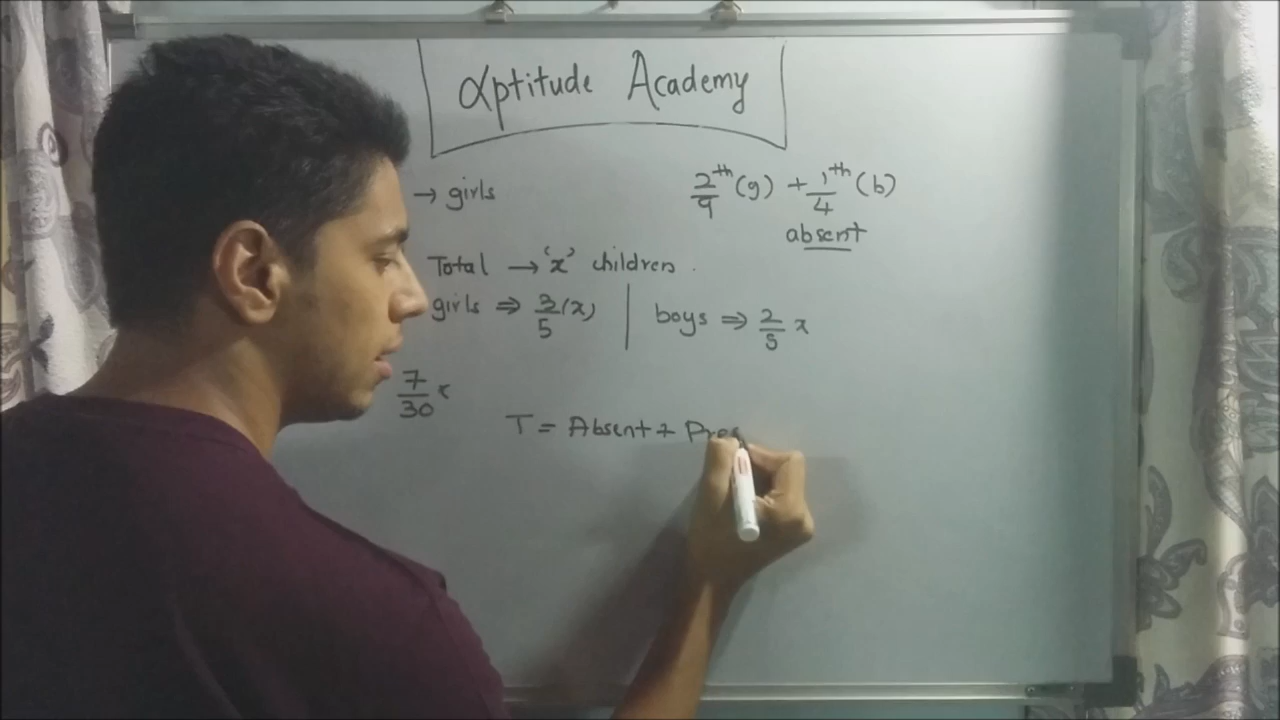 αptitude Academy
→ girls
2/9 th (g) + 1/4 th (b)
absent
Total → 'x' children.
girls ⇒ 3/5 (x) | boys ⇒ 2/5 x
7/30 x
T = Absent + Pres